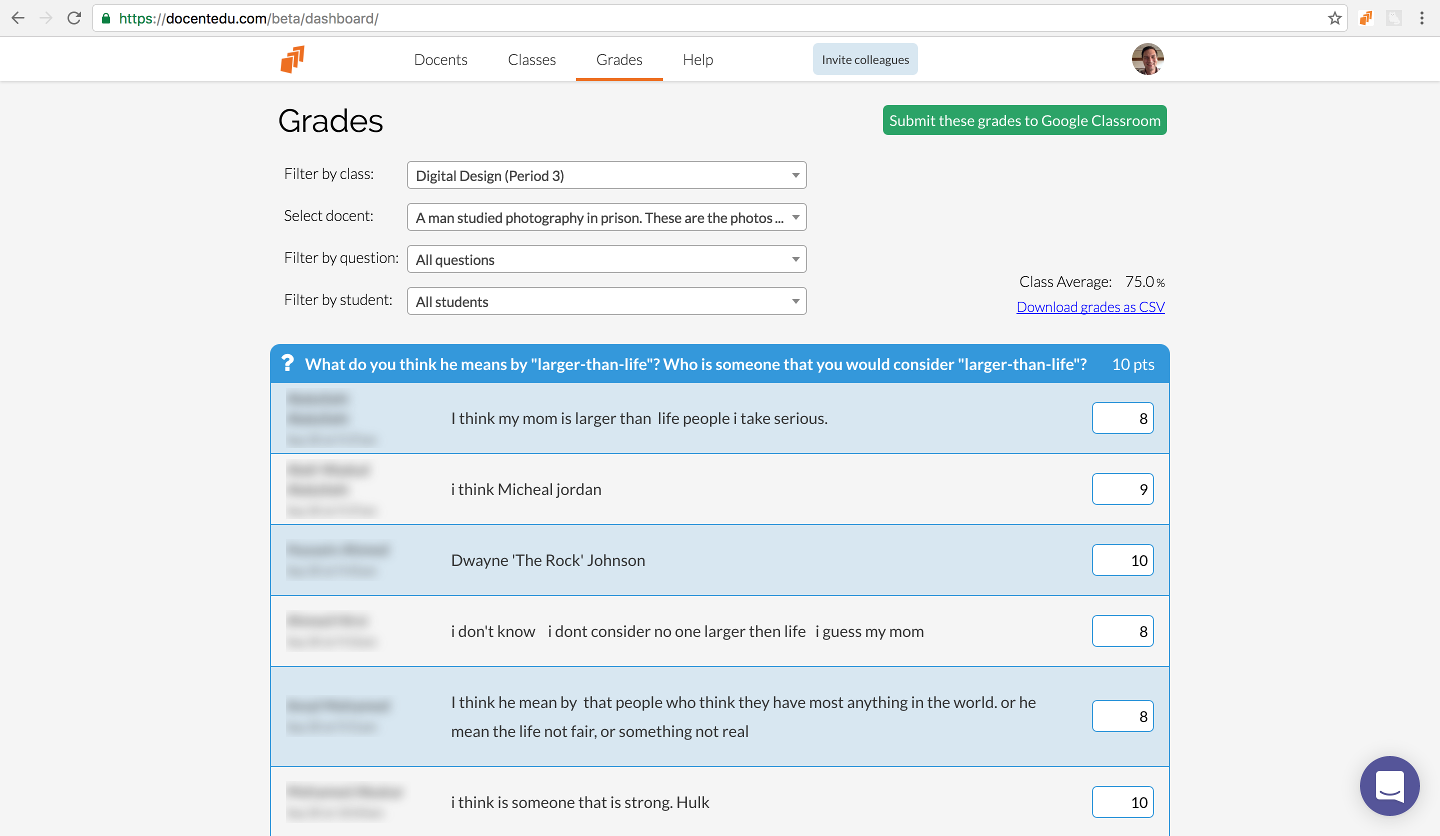 https://docentedu.com/beta/dashboard/
Docents Classes Grades Help Invite colleagues
Grades
Submit these grades to Google Classroom
Filter by class: Digital Design (Period 3)
Select docent: A man studied photography in prison. These are the photos ...
Filter by question: All questions
Filter by student: All students
Class Average: 75.0 %
Download grades as CSV
? What do you think he means by "larger-than-life"? Who is someone that you would consider "larger-than-life"? 10 pts
I think my mom is larger than life people i take serious. 8
i think Micheal jordan 9
Dwayne 'The Rock' Johnson 10
i don't know i dont consider no one larger then life i guess my mom 8
I think he mean by that people who think they have most anything in the world. or he
mean the life not fair, or something not real 8
i think is someone that is strong. Hulk 10